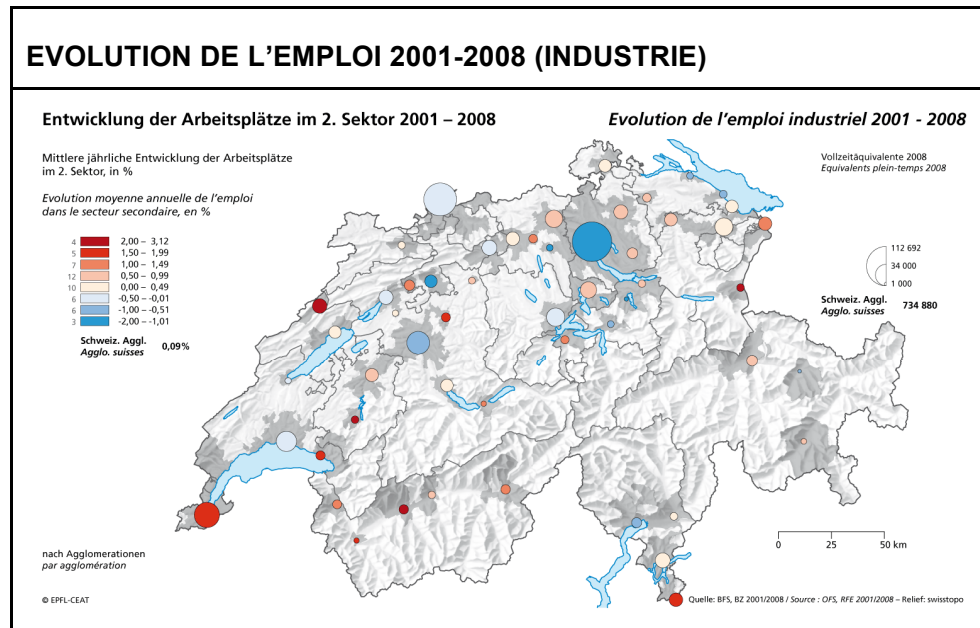 EVOLUTION DE L'EMPLOI 2001-2008 (INDUSTRIE)
Entwicklung der Arbeitsplätze im 2. Sektor 2001 – 2008
Evolution de l'emploi industriel 2001 - 2008
Mittlere jährliche Entwicklung der Arbeitsplätze
im 2. Sektor, in %
Evolution moyenne annuelle de l'emploi
dans le secteur secondaire, en %
4 2,00 – 3,12
5 1,50 – 1,99
7 1,00 – 1,49
12 0,50 – 0,99
10 0,00 – 0,49
6 -0,50 – -0,01
6 -1,00 – -0,51
3 -2,00 – -1,01
Schweiz. Aggl.
Agglo. suisses 0,09%
Vollzeitäquivalente 2008
Equivalents plein-temps 2008
112 692
34 000
1 000
Schweiz. Aggl.
Agglo. suisses 734 880
0 25 50 km
nach Agglomerationen
par agglomération
© EPFL-CEAT
Quelle: BFS, BZ 2001/2008 / Source : OFS, RFE 2001/2008 – Relief: swisstopo